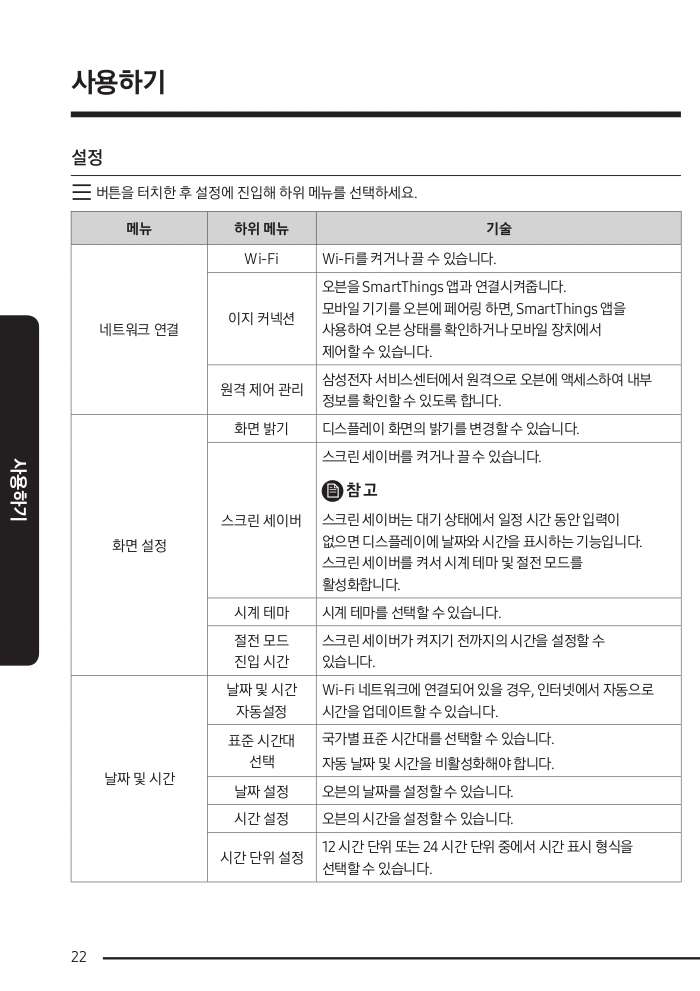 사용하기
설정
버튼을 터치한 후 설정에 진입해 하위 메뉴를 선택하세요.
메뉴
하위 메뉴
기술
네트워크 연결
Wi-Fi
Wi-Fi를 켜거나 끌 수 있습니다.
이지 커넥션
오븐을 SmartThings 앱과 연결시켜줍니다.
모바일 기기를 오븐에 페어링 하면, SmartThings 앱을
사용하여 오븐 상태를 확인하거나 모바일 장치에서
제어할 수 있습니다.
원격 제어 관리
삼성전자 서비스센터에서 원격으로 오븐에 액세스하여 내부
정보를 확인할 수 있도록 합니다.
화면 설정
화면 밝기
디스플레이 화면의 밝기를 변경할 수 있습니다.
스크린 세이버
스크린 세이버를 켜거나 끌 수 있습니다.
참고
스크린 세이버는 대기 상태에서 일정 시간 동안 입력이
없으면 디스플레이에 날짜와 시간을 표시하는 기능입니다.
스크린 세이버를 켜서 시계 테마 및 절전 모드를
활성화합니다.
시계 테마
시계 테마를 선택할 수 있습니다.
절전 모드
진입 시간
스크린 세이버가 켜지기 전까지의 시간을 설정할 수
있습니다.
날짜 및 시간
날짜 및 시간
자동설정
Wi-Fi 네트워크에 연결되어 있을 경우, 인터넷에서 자동으로
시간을 업데이트할 수 있습니다.
표준 시간대
선택
국가별 표준 시간대를 선택할 수 있습니다.
자동 날짜 및 시간을 비활성화해야 합니다.
날짜 설정
오븐의 날짜를 설정할 수 있습니다.
시간 설정
오븐의 시간을 설정할 수 있습니다.
시간 단위 설정
12 시간 단위 또는 24 시간 단위 중에서 시간 표시 형식을
선택할 수 있습니다.
사용하기
22